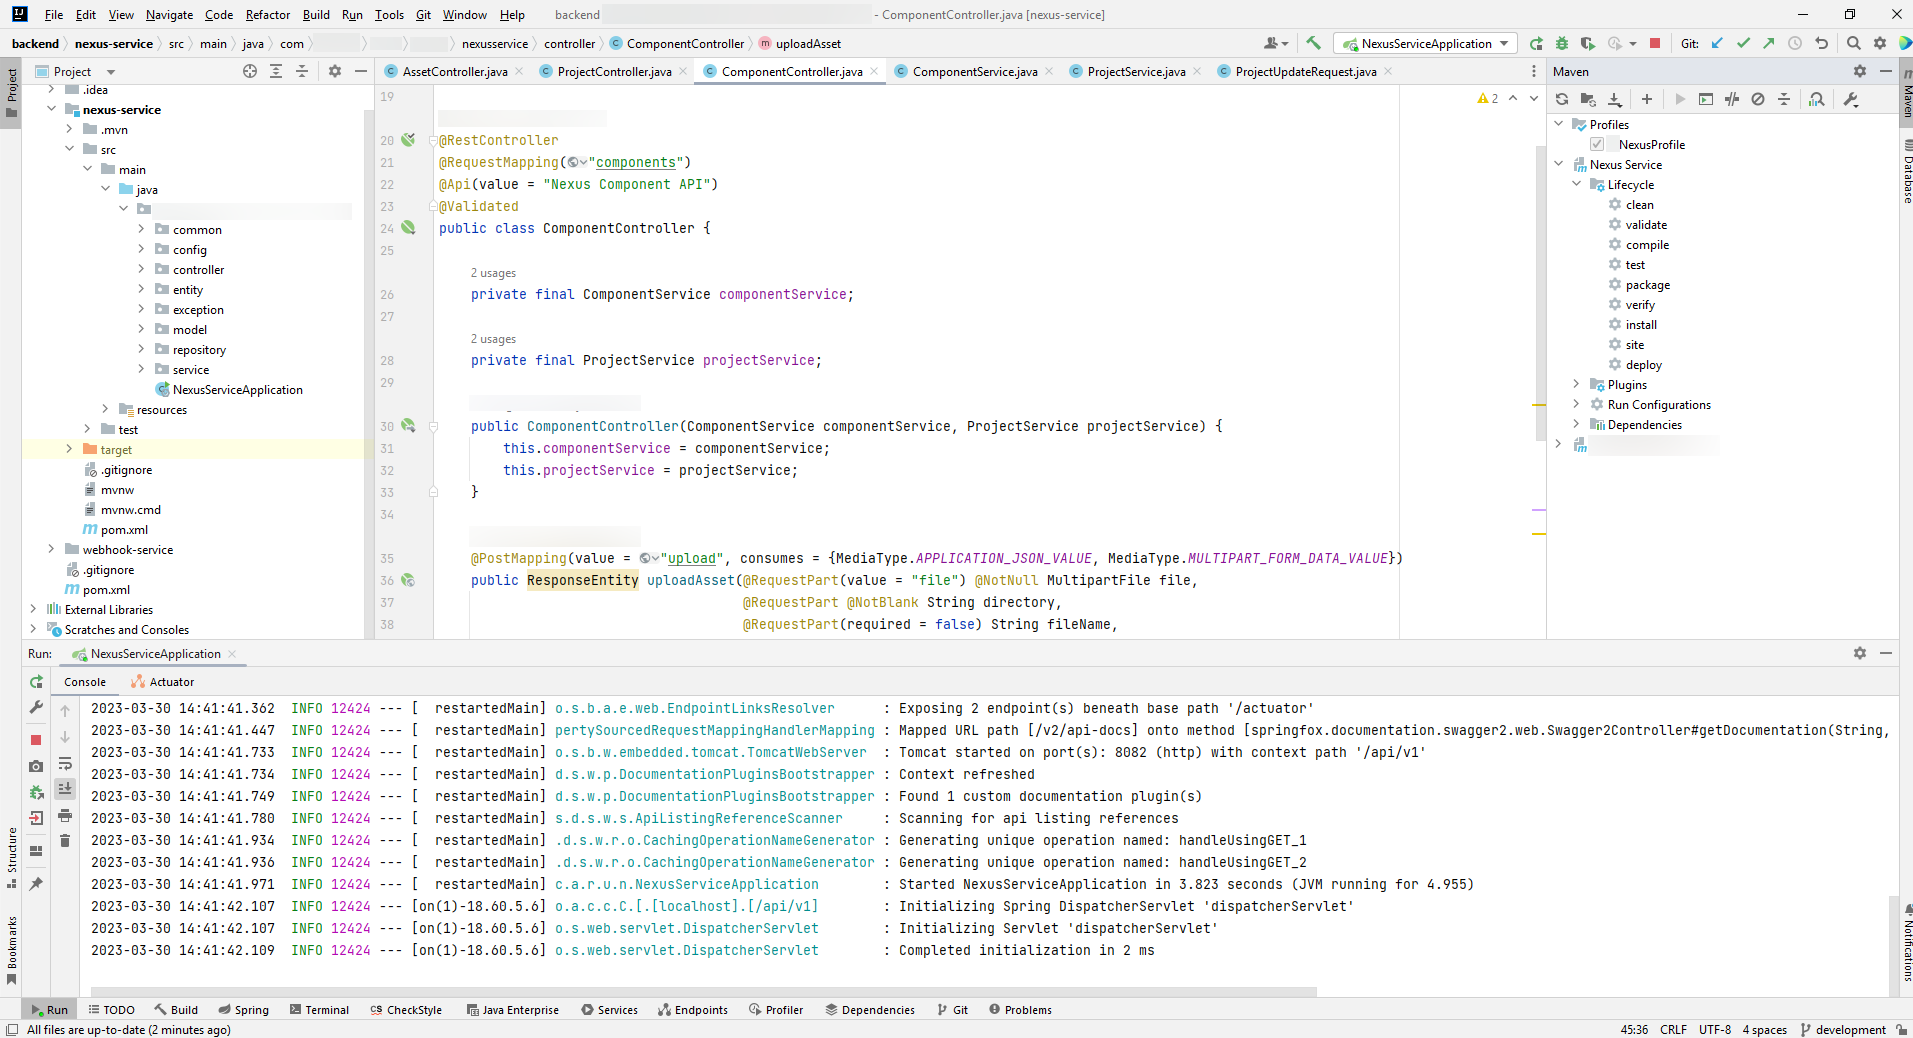 File Edit View Navigate Code Refactor Build Run Tools Git Window Help backend - ComponentController.java [nexus-service]
backend nexus-service src main java com nexusservice controller ComponentController uploadAsset NexusServiceApplication Git:
Project AssetController.java ProjectController.java ComponentController.java ComponentService.java ProjectService.java ProjectUpdateRequest.java Maven
Project
.idea
nexus-service
.mvn
src
main
java
common
config
controller
entity
exception
model
repository
service
NexusServiceApplication
resources
test
target
.gitignore
mvnw
mvnw.cmd
pom.xml
webhook-service
.gitignore
pom.xml
External Libraries
Scratches and Consoles
2
19
20 @RestController
21 @RequestMapping("components")
22 @Api(value = "Nexus Component API")
23 @Validated
24 public class ComponentController {
25
2 usages
26 private final ComponentService componentService;
27
2 usages
28 private final ProjectService projectService;
29
30 public ComponentController(ComponentService componentService, ProjectService projectService) {
31 this.componentService = componentService;
32 this.projectService = projectService;
33 }
34
35 @PostMapping(value = "upload", consumes = {MediaType.APPLICATION_JSON_VALUE, MediaType.MULTIPART_FORM_DATA_VALUE})
36 public ResponseEntity uploadAsset(@RequestPart(value = "file") @NotNull MultipartFile file,
37 @RequestPart @NotBlank String directory,
38 @RequestPart(required = false) String fileName,
Profiles
NexusProfile
Nexus Service
Lifecycle
clean
validate
compile
test
package
verify
install
site
deploy
Plugins
Run Configurations
Dependencies
Maven
Database
Notifications
Structure
Bookmarks
Run: NexusServiceApplication
Console Actuator
2023-03-30 14:41:41.362 INFO 12424 --- [ restartedMain] o.s.b.a.e.web.EndpointLinksResolver : Exposing 2 endpoint(s) beneath base path '/actuator'
2023-03-30 14:41:41.447 INFO 12424 --- [ restartedMain] pertySourcedRequestMappingHandlerMapping : Mapped URL path [/v2/api-docs] onto method [springfox.documentation.swagger2.web.Swagger2Controller#getDocumentation(String,
2023-03-30 14:41:41.733 INFO 12424 --- [ restartedMain] o.s.b.w.embedded.tomcat.TomcatWebServer : Tomcat started on port(s): 8082 (http) with context path '/api/v1'
2023-03-30 14:41:41.734 INFO 12424 --- [ restartedMain] d.s.w.p.DocumentationPluginsBootstrapper : Context refreshed
2023-03-30 14:41:41.749 INFO 12424 --- [ restartedMain] d.s.w.p.DocumentationPluginsBootstrapper : Found 1 custom documentation plugin(s)
2023-03-30 14:41:41.780 INFO 12424 --- [ restartedMain] s.d.s.w.s.ApiListingReferenceScanner : Scanning for api listing references
2023-03-30 14:41:41.934 INFO 12424 --- [ restartedMain] .d.s.w.r.o.CachingOperationNameGenerator : Generating unique operation named: handleUsingGET_1
2023-03-30 14:41:41.936 INFO 12424 --- [ restartedMain] .d.s.w.r.o.CachingOperationNameGenerator : Generating unique operation named: handleUsingGET_2
2023-03-30 14:41:41.971 INFO 12424 --- [ restartedMain] c.a.r.u.n.NexusServiceApplication : Started NexusServiceApplication in 3.823 seconds (JVM running for 4.955)
2023-03-30 14:41:42.107 INFO 12424 --- [on(1)-18.60.5.6] o.a.c.c.C.[.[localhost].[/api/v1] : Initializing Spring DispatcherServlet 'dispatcherServlet'
2023-03-30 14:41:42.107 INFO 12424 --- [on(1)-18.60.5.6] o.s.web.servlet.DispatcherServlet : Initializing Servlet 'dispatcherServlet'
2023-03-30 14:41:42.109 INFO 12424 --- [on(1)-18.60.5.6] o.s.web.servlet.DispatcherServlet : Completed initialization in 2 ms
Run TODO Build Spring Terminal CheckStyle Java Enterprise Services Endpoints Profiler Dependencies Git Problems
All files are up-to-date (2 minutes ago) 45:36 CRLF UTF-8 4 spaces development